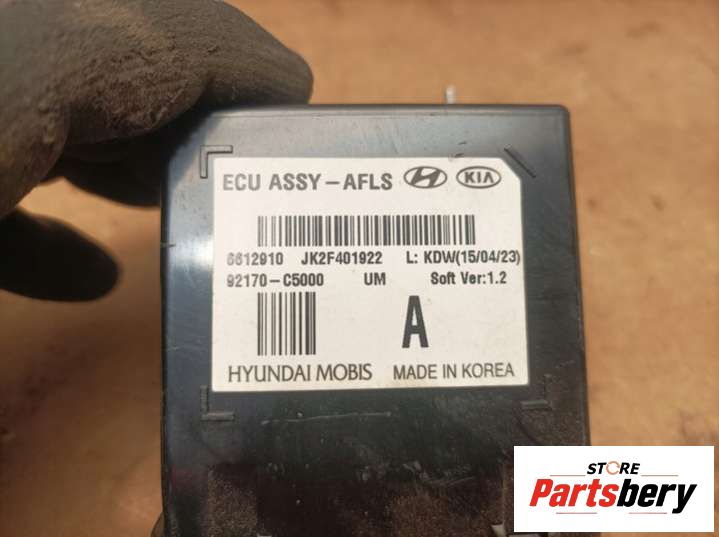 ECU ASSY-AFLS KIA
6612910 JK2F401922 L: KDW(15/04/23)
92170-C5000 UM Soft Ver:1.2
A
HYUNDAI MOBIS MADE IN KOREA
STORE
Partsbery